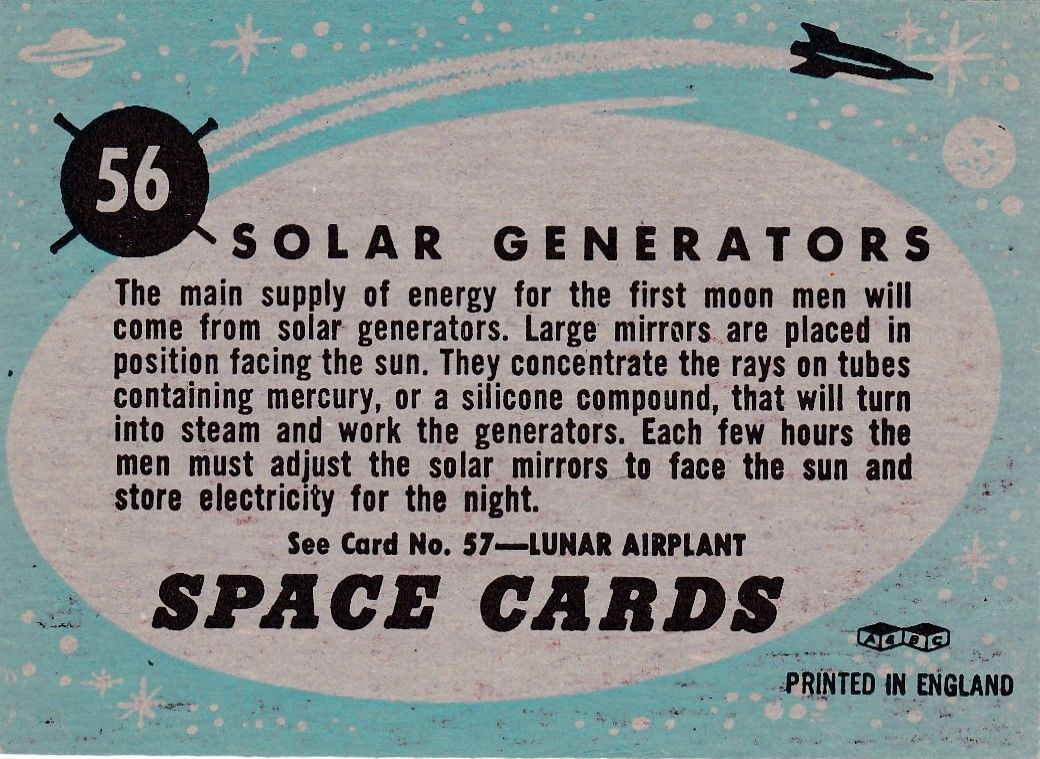 56
SOLAR GENERATORS
The main supply of energy for the first moon men will
come from solar generators. Large mirrors are placed in
position facing the sun. They concentrate the rays on tubes
containing mercury, or a silicone compound, that will turn
into steam and work the generators. Each few hours the
men must adjust the solar mirrors to face the sun and
store electricity for the night.
See Card No. 57—LUNAR AIRPLANT
SPACE CARDS
A&BC
PRINTED IN ENGLAND